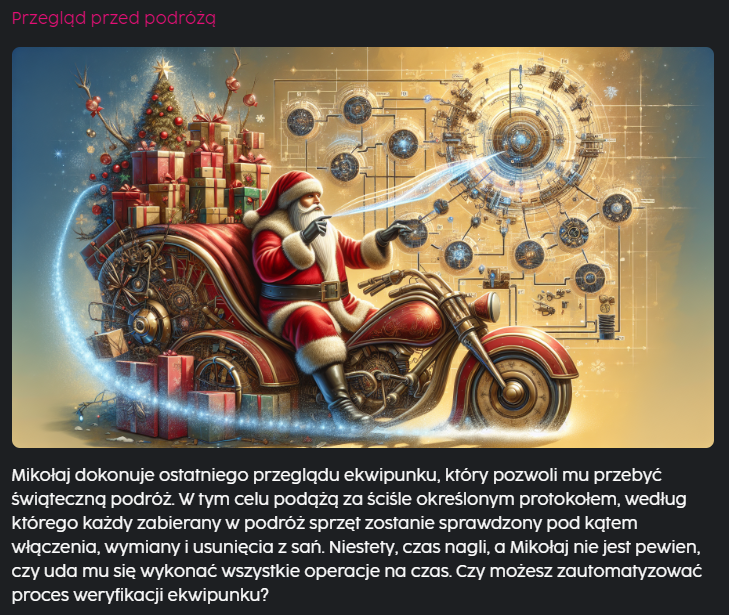 Przegląd przed podróżą
Mikołaj dokonuje ostatniego przeglądu ekwipunku, który pozwoli mu przebyć
świąteczną podróż. W tym celu podążą za ściśle określonym protokołem, według
którego każdy zabierany w podróż sprzęt zostanie sprawdzony pod kątem
włączenia, wymiany i usunięcia z sań. Niestety, czas nagli, a Mikołaj nie jest pewien,
czy uda mu się wykonać wszystkie operacje na czas. Czy możesz zautomatyzować
proces weryfikacji ekwipunku?